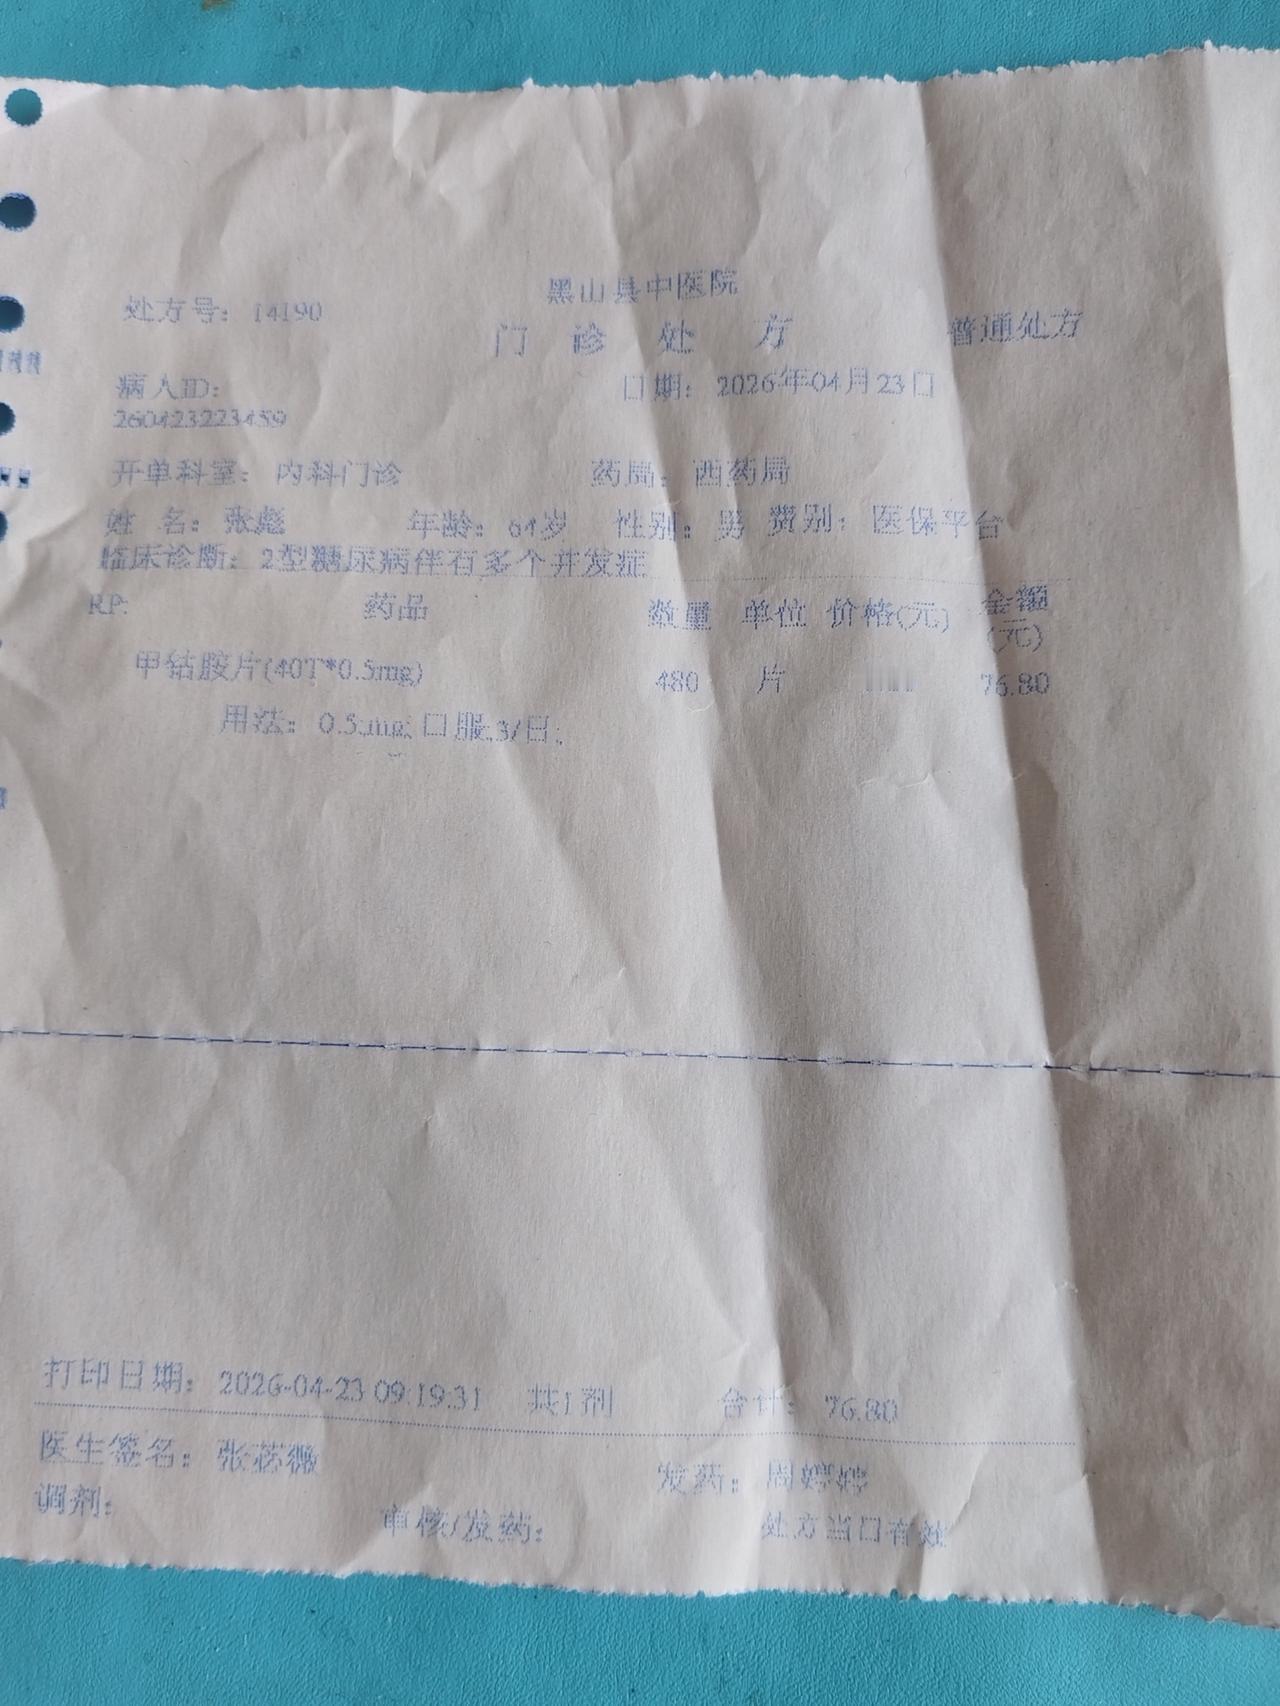 黑山县中医院
处方号：14190
门 诊 处 方
普通处方
病人ID：
260423223459
日期：2026年04月23日
开单科室：内科门诊 药局：西药局
姓 名：张彪 年龄：64岁 性别：男 费别：医保平台
临床诊断：2型糖尿病伴有多个并发症
RP: 药品 数量 单位 价格(元) 金额(元)
甲钴胺片(40T*0.5mg) 480 片 76.80
用法：0.5mg; 口服;3/日;
打印日期：2026-04-23 09:19:31 共1剂 合计：76.80
医生签名：张蕊薇 发药：周婷婷
调剂： 审核/发药： 处方当日有效